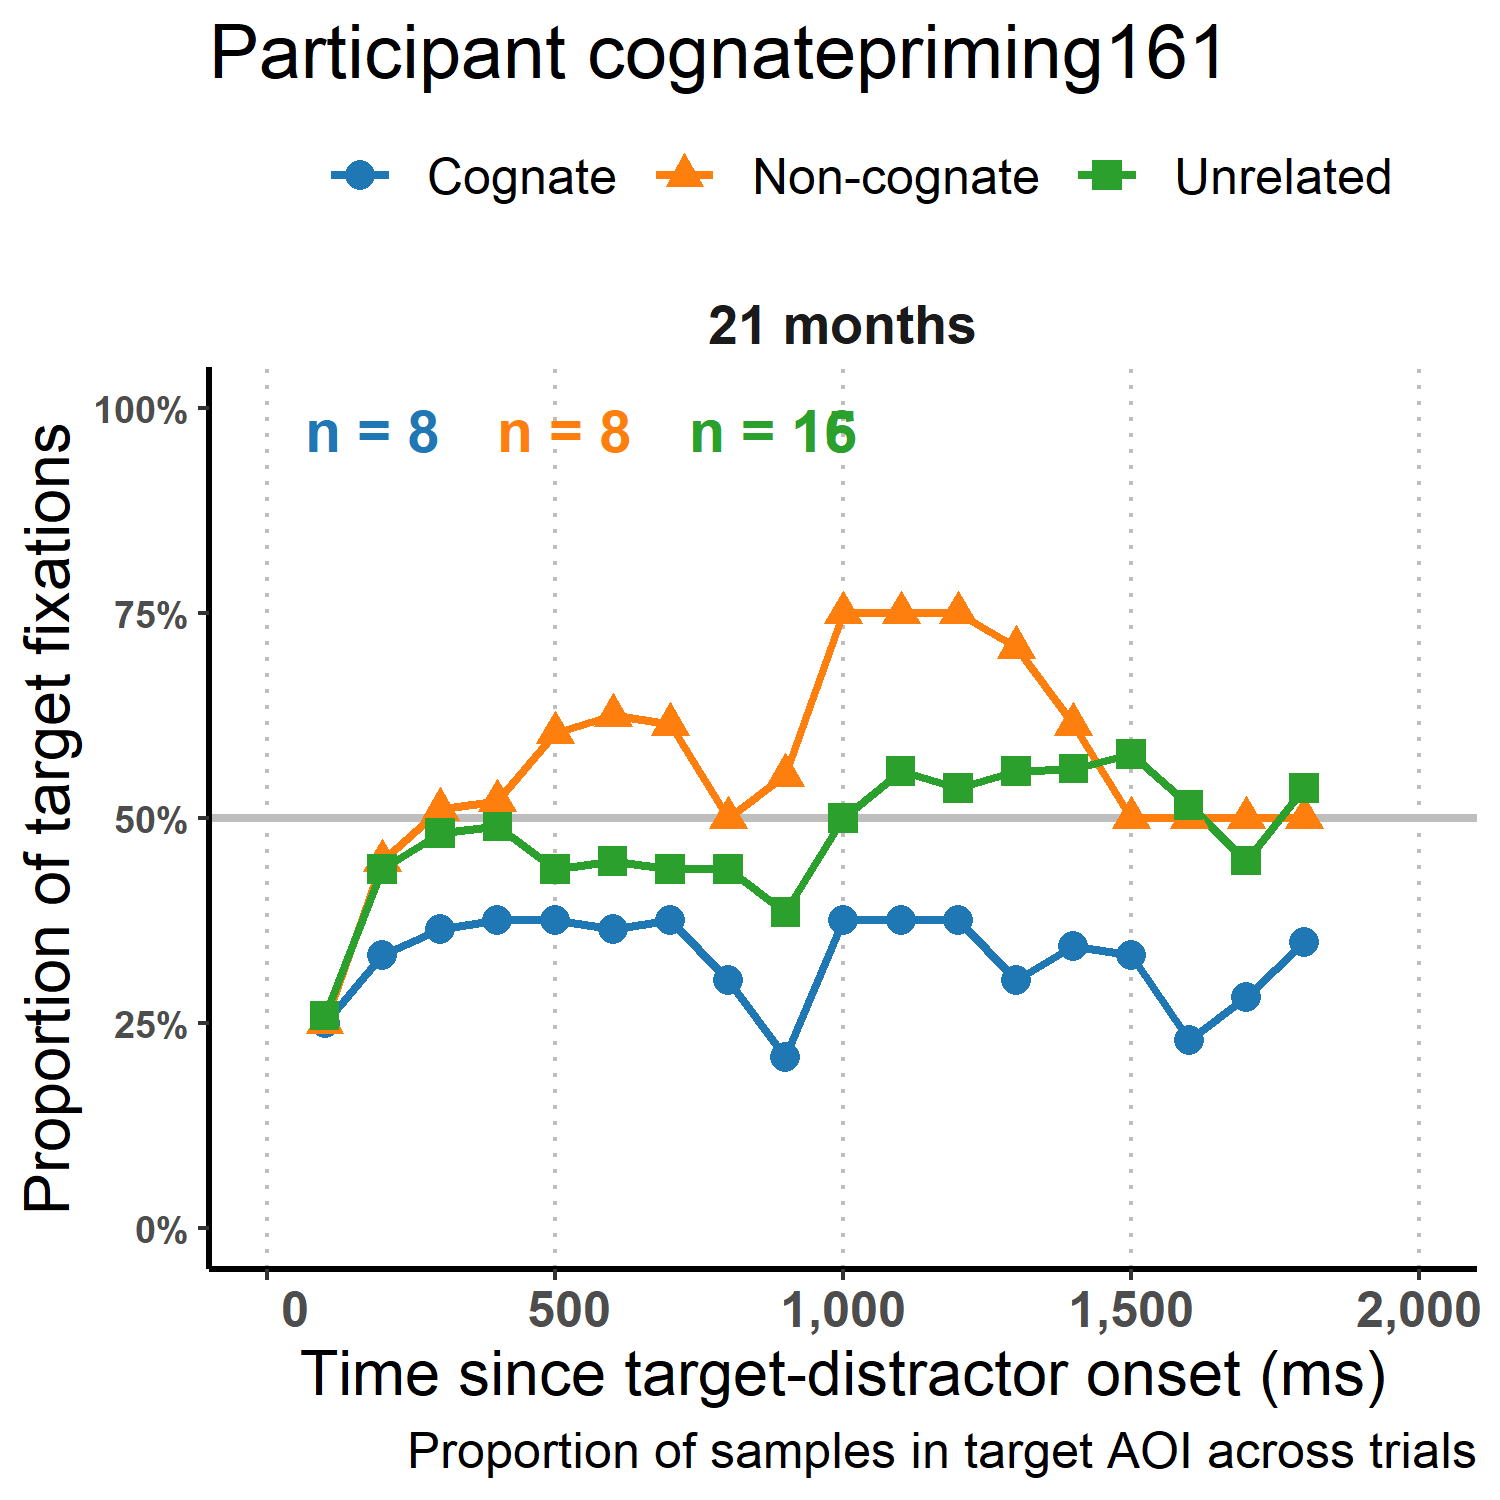 Participant cognatepriming161
Cognate Non-cognate Unrelated
21 months
n = 8 n = 8 n =
100%
75%
50%
25%
0%
Proportion of target fixations
0 500 1,000 1,500 2,000
Time since target-distractor onset (ms)
Proportion of samples in target AOI across trials